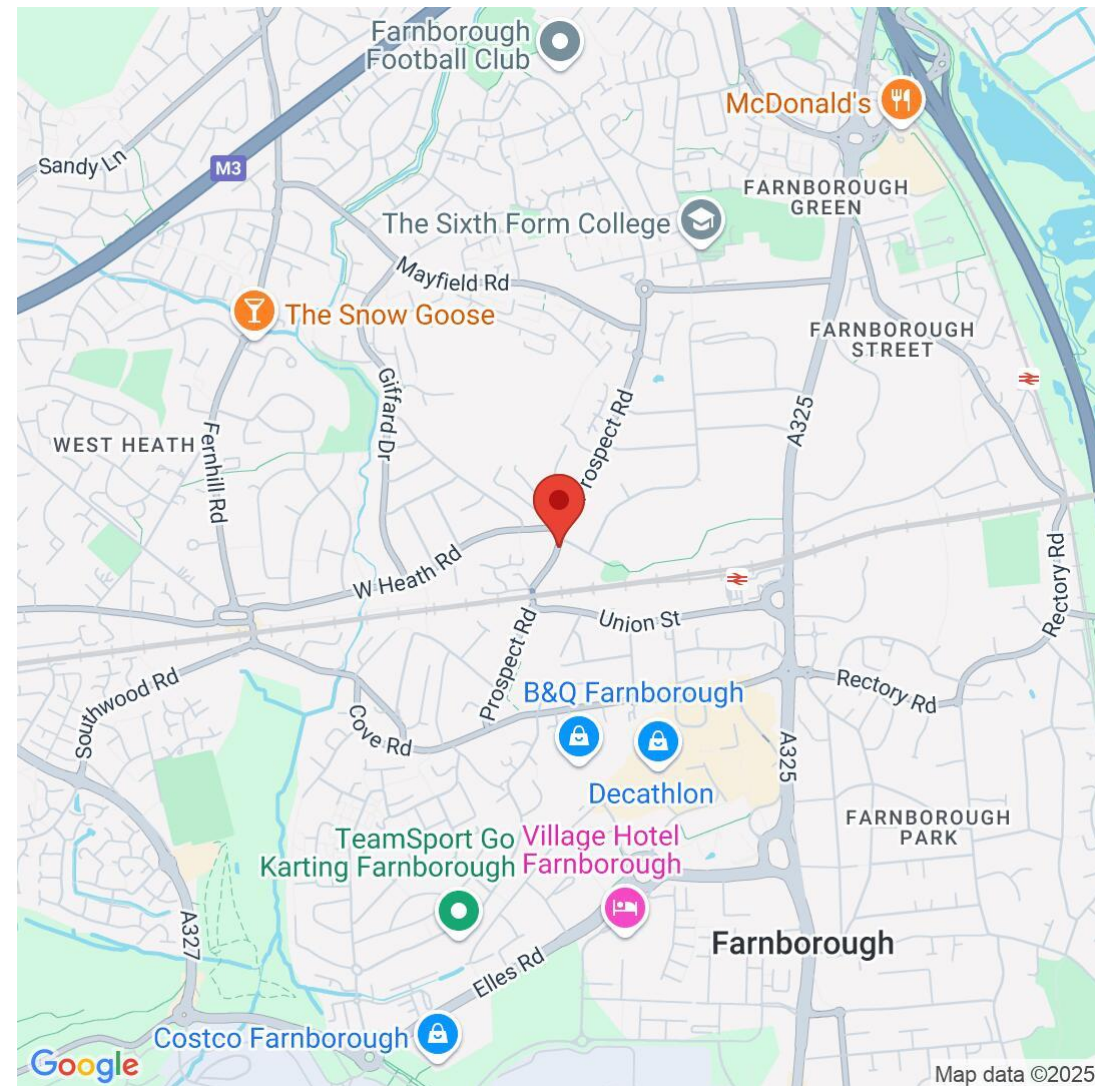 Farnborough
Football Club
McDonald's
Sandy Ln
M3
FARNBOROUGH
GREEN
The Sixth Form College
Mayfield Rd
The Snow Goose
FARNBOROUGH
STREET
Giffard Dr
A325
Prospect Rd
WEST HEATH
Fernhill Rd
W Heath Rd
Rectory Rd
Union St
Prospect Rd
Southwood Rd
Rectory Rd
B&Q Farnborough
Cove Rd
A325
Decathlon
FARNBOROUGH
PARK
TeamSport Go
Karting Farnborough
Village Hotel
Farnborough
A327
Farnborough
Elles Rd
Costco Farnborough
Google
Map data ©2025